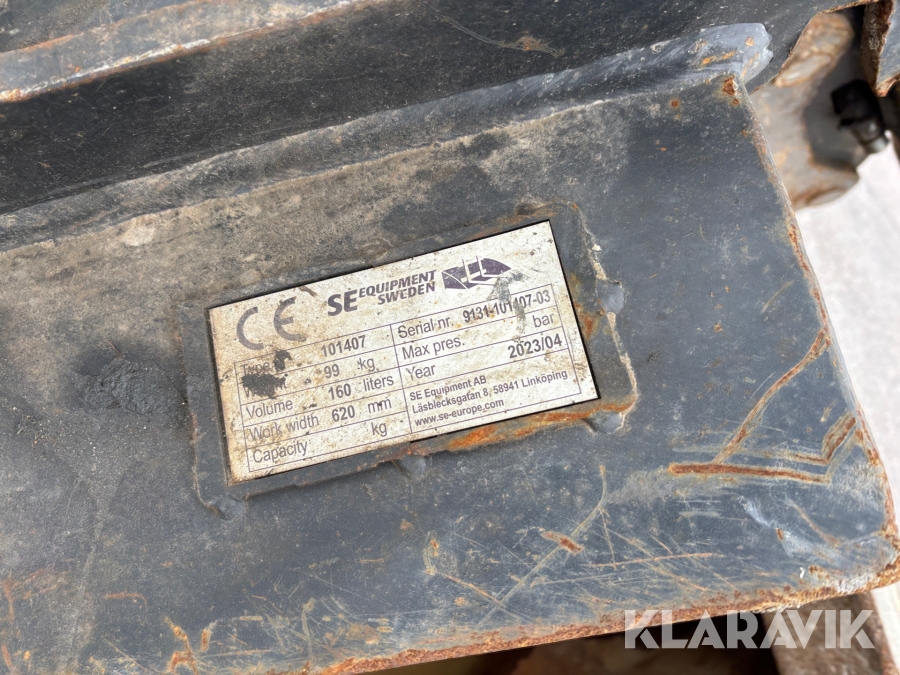 CE SE EQUIPMENT SWEDEN
Type 101407 Serial nr. 9131-101407-03
99 kg Max pres. bar
Volume 160 liters Year 2023/04
Work width 620 mm SE Equipment AB
Capacity kg Läsblecksgatan 8, 58941 Linköping
www.se-europe.com
KLARAVIK